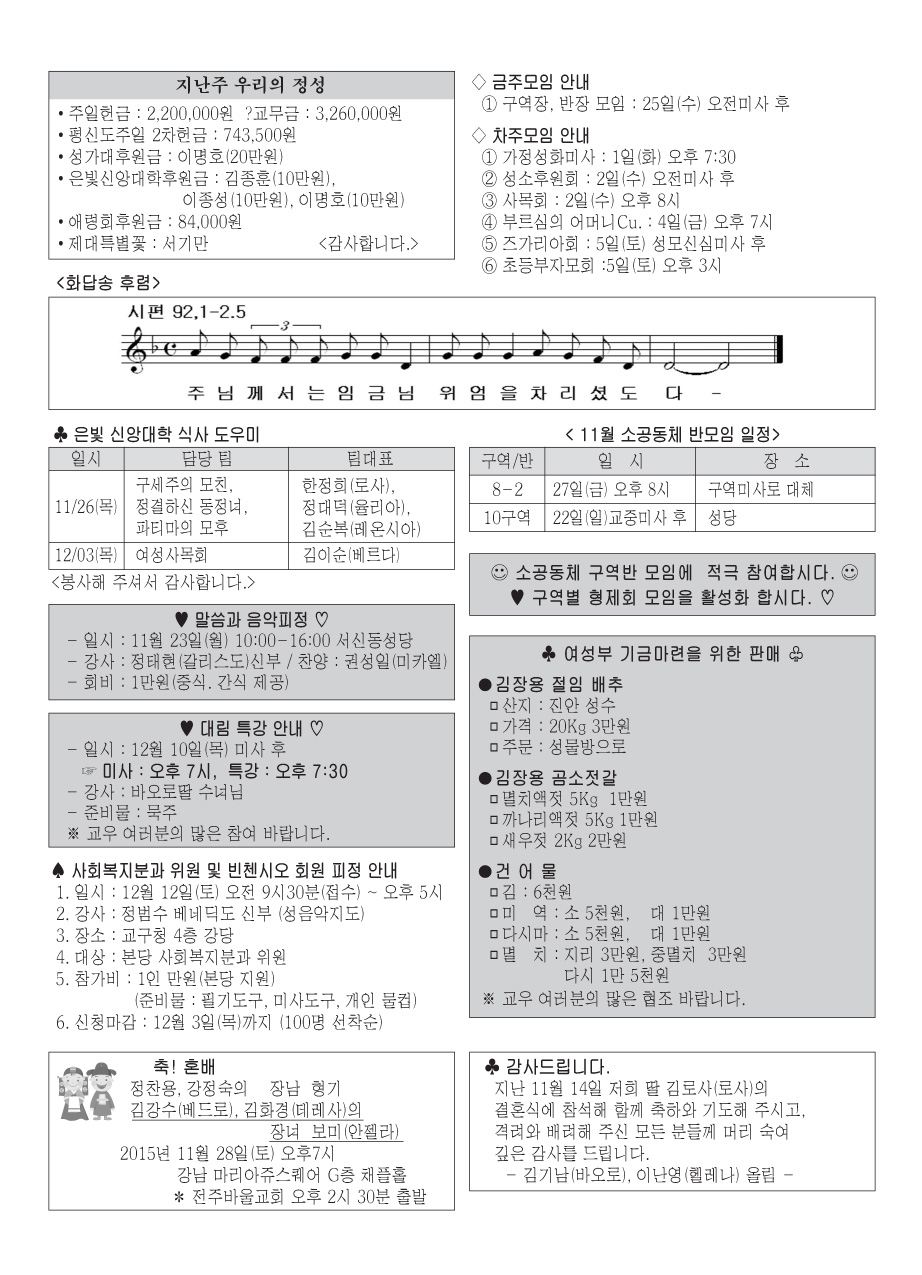 지난주 우리의 정성
• 주일헌금 : 2,200,000원 ?교무금 : 3,260,000원
• 평신도주일 2차헌금 : 743,500원
• 성가대후원금 : 이명호(20만원)
• 은빛신앙대학후원금 : 김종훈(10만원),
이종성(10만원), 이명호(10만원)
• 애령회후원금 : 84,000원
• 제대특별꽃 : 서기만 <감사합니다.>
◇ 금주모임 안내
① 구역장, 반장 모임 : 25일(수) 오전미사 후
◇ 차주모임 안내
① 가정성화미사 : 1일(화) 오후 7:30
② 성소후원회 : 2일(수) 오전미사 후
③ 사목회 : 2일(수) 오후 8시
④ 부르심의 어머니Cu. : 4일(금) 오후 7시
⑤ 즈가리아회 : 5일(토) 성모신심미사 후
⑥ 초등부자모회 :5일(토) 오후 3시
<화답송 후렴>
시편 92,1-2.5
3
주 님 께 서 는 임 금 님 위 엄 을 차 리 셨 도 다 -
♣ 은빛 신앙대학 식사 도우미
일시 담당 팀 팀대표
11/26(목) 구세주의 모친, 정결하신 동정녀, 파티마의 모후 한정희(로사), 정대덕(율리아), 김순복(레온시아)
12/03(목) 여성사목회 김이순(베르다)
<봉사해 주셔서 감사합니다.>
< 11월 소공동체 반모임 일정>
구역/반 일 시 장 소
8-2 27일(금) 오후 8시 구역미사로 대체
10구역 22일(일)교중미사 후 성당
☺ 소공동체 구역반 모임에 적극 참여합시다. ☺
♥ 구역별 형제회 모임을 활성화 합시다. ♡
♥ 말씀과 음악피정 ♡
- 일시 : 11월 23일(월) 10:00-16:00 서신동성당
- 강사 : 정태현(갈리스도)신부 / 찬양 : 권성일(미카엘)
- 회비 : 1만원(중식. 간식 제공)
♥ 대림 특강 안내 ♡
- 일시 : 12월 10일(목) 미사 후
☞ 미사 : 오후 7시, 특강 : 오후 7:30
- 강사 : 바오로딸 수녀님
- 준비물 : 묵주
※ 교우 여러분의 많은 참여 바랍니다.
♠ 사회복지분과 위원 및 빈첸시오 회원 피정 안내
1. 일시 : 12월 12일(토) 오전 9시30분(접수) ~ 오후 5시
2. 강사 : 정범수 베네딕도 신부 (성음악지도)
3. 장소 : 교구청 4층 강당
4. 대상 : 본당 사회복지분과 위원
5. 참가비 : 1인 만원(본당 지원)
(준비물 : 필기도구, 미사도구, 개인 물컵)
6. 신청마감 : 12월 3일(목)까지 (100명 선착순)
♣ 여성부 기금마련을 위한 판매 ♧
● 김장용 절임 배추
□ 산지 : 진안 성수
□ 가격 : 20Kg 3만원
□ 주문 : 성물방으로
● 김장용 곰소젓갈
□ 멸치액젓 5Kg 1만원
□ 까나리액젓 5Kg 1만원
□ 새우젓 2Kg 2만원
● 건 어 물
□ 김 : 6천원
□ 미 역 : 소 5천원, 대 1만원
□ 다시마 : 소 5천원, 대 1만원
□ 멸 치 : 지리 3만원, 중멸치 3만원
다시 1만 5천원
※ 교우 여러분의 많은 협조 바랍니다.
축! 혼배
정찬용, 강정숙의 장남 형기
김강수(베드로), 김화경(테레사)의
장녀 보미(안젤라)
2015년 11월 28일(토) 오후7시
강남 마리아쥬스퀘어 G층 채플홀
* 전주바울교회 오후 2시 30분 출발
♣ 감사드립니다.
지난 11월 14일 저희 딸 김로사(로사)의
결혼식에 참석해 함께 축하와 기도해 주시고,
격려와 배려해 주신 모든 분들께 머리 숙여
깊은 감사를 드립니다.
- 김기남(바오로), 이난영(헬레나) 올림 -